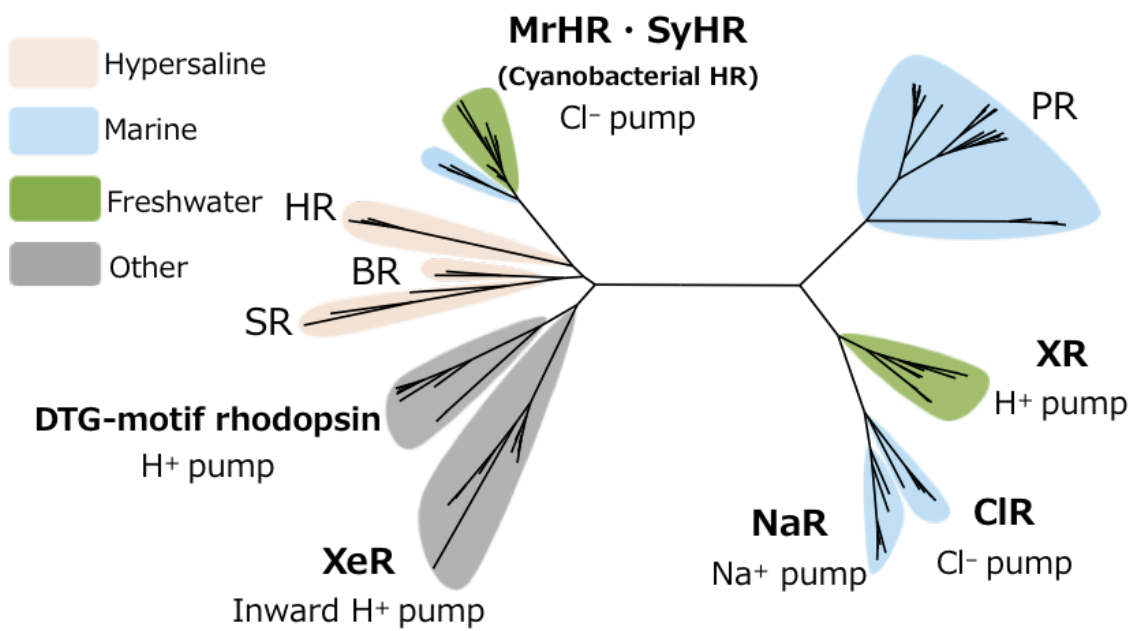 Hypersaline
Marine
Freshwater
Other
MrHR · SyHR
(Cyanobacterial HR)
Cl⁻ pump
PR
HR
BR
SR
DTG-motif rhodopsin
H⁺ pump
XeR
Inward H⁺ pump
XR
H⁺ pump
NaR
Na⁺ pump
ClR
Cl⁻ pump